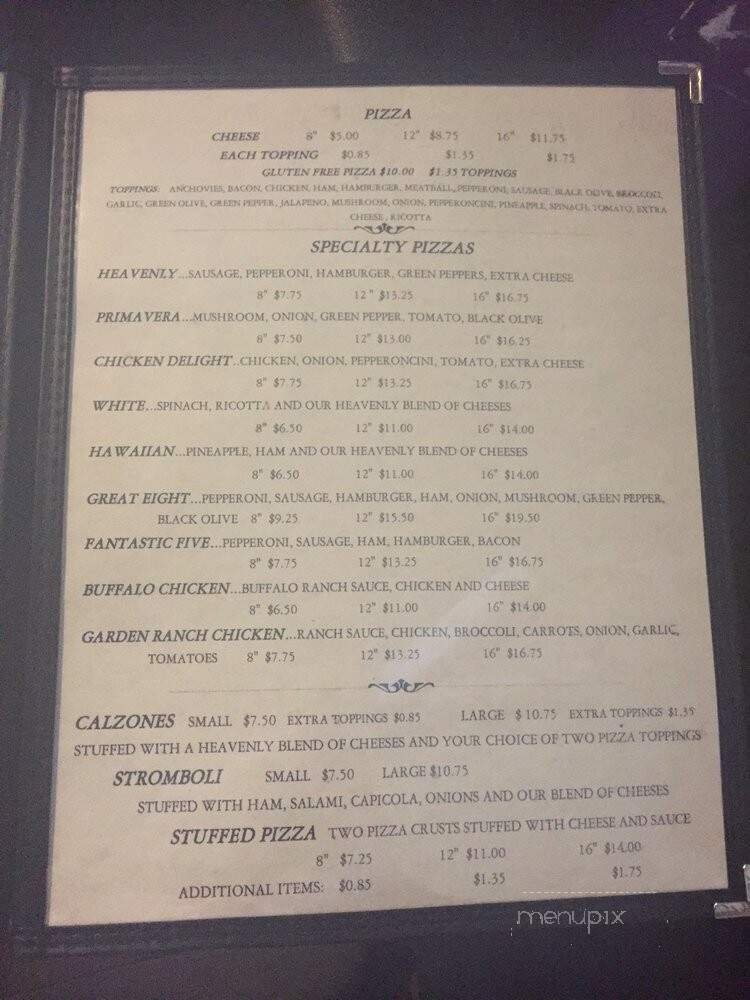 PIZZA
CHEESE 8" $5.00 12" $8.75 16" $11.75
EACH TOPPING $0.85 $1.35 $1.75
GLUTEN FREE PIZZA $10.00 $1.35 TOPPINGS
TOPPINGS: ANCHOVIES, BACON, CHICKEN, HAM, HAMBURGER, MEATBALL, PEPPERONI, SAUSAGE, BLACK OLIVE, BROCCOLI,
GARLIC, GREEN OLIVE, GREEN PEPPER, JALAPENO, MUSHROOM, ONION, PEPPERONCINI, PINEAPPLE, SPINACH, TOMATO, EXTRA
CHEESE, RICOTTA
SPECIALTY PIZZAS
HEAVENLY...SAUSAGE, PEPPERONI, HAMBURGER, GREEN PEPPERS, EXTRA CHEESE
8" $7.75 12" $13.25 16" $16.75
PRIMAVERA...MUSHROOM, ONION, GREEN PEPPER, TOMATO, BLACK OLIVE
8" $7.50 12" $13.00 16" $16.25
CHICKEN DELIGHT..CHICKEN, ONION, PEPPERONCINI, TOMATO, EXTRA CHEESE
8" $7.75 12" $13.25 16" $16.75
WHITE...SPINACH, RICOTTA AND OUR HEAVENLY BLEND OF CHEESES
8" $6.50 12" $11.00 16" $14.00
HAWAIIAN...PINEAPPLE, HAM AND OUR HEAVENLY BLEND OF CHEESES
8" $6.50 12" $11.00 16" $14.00
GREAT EIGHT...PEPPERONI, SAUSAGE, HAMBURGER, HAM, ONION, MUSHROOM, GREEN PEPPER,
BLACK OLIVE 8" $9.25 12" $15.50 16" $19.50
FANTASTIC FIVE...PEPPERONI, SAUSAGE, HAM, HAMBURGER, BACON
8" $7.75 12" $13.25 16" $16.75
BUFFALO CHICKEN...BUFFALO RANCH SAUCE, CHICKEN AND CHEESE
8" $6.50 12" $11.00 16" $14.00
GARDEN RANCH CHICKEN...RANCH SAUCE, CHICKEN, BROCCOLI, CARROTS, ONION, GARLIC,
TOMATOES 8" $7.75 12" $13.25 16" $16.75
CALZONES SMALL $7.50 EXTRA TOPPINGS $0.85 LARGE $10.75 EXTRA TOPPINGS $1.35
STUFFED WITH A HEAVENLY BLEND OF CHEESES AND YOUR CHOICE OF TWO PIZZA TOPPINGS
STROMBOLI SMALL $7.50 LARGE $10.75
STUFFED WITH HAM, SALAMI, CAPICOLA, ONIONS AND OUR BLEND OF CHEESES
STUFFED PIZZA TWO PIZZA CRUSTS STUFFED WITH CHEESE AND SAUCE
8" $7.25 12" $11.00 16" $14.00
ADDITIONAL ITEMS: $0.85 $1.35 $1.75
menupix